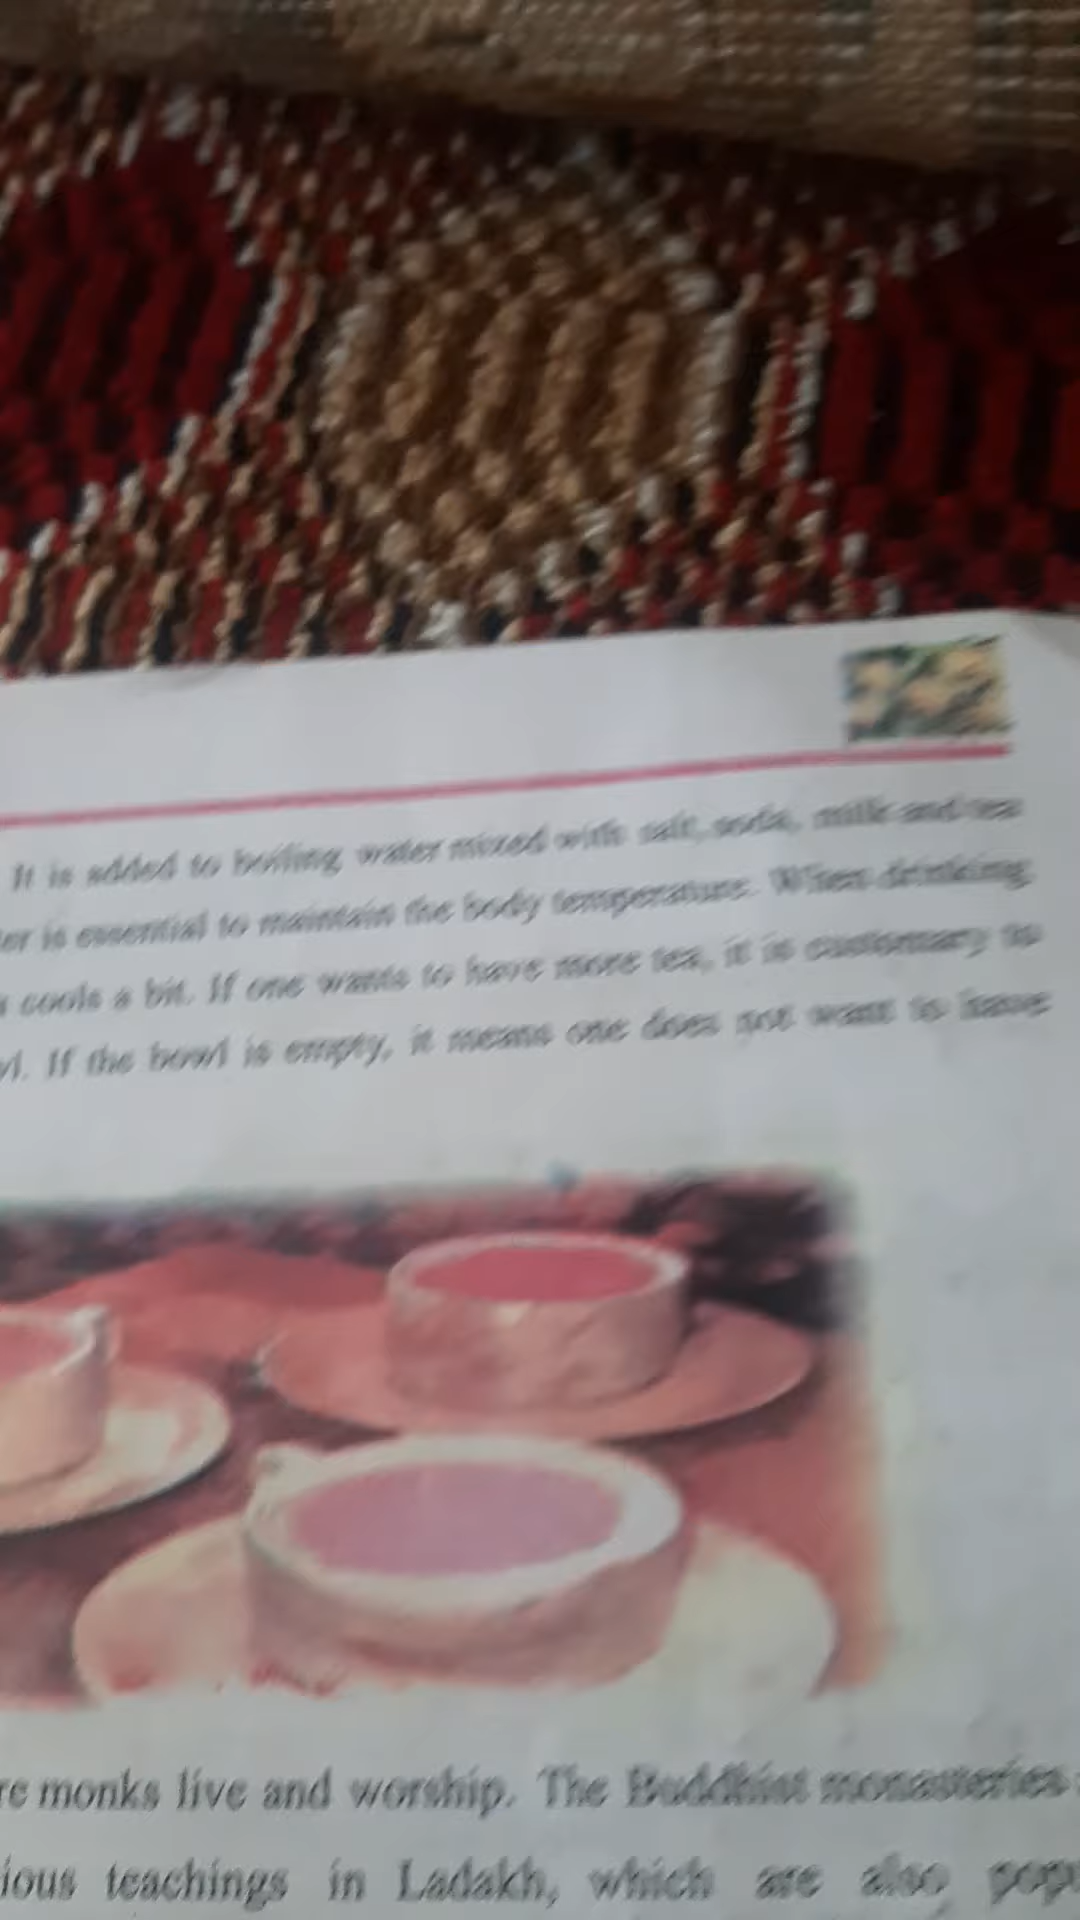 It is added to boiling water mixed with salt, soda, milk and tea
er is essential to maintain the body temperature. When drinking
cools a bit. If one wants to have more tea, it is customary to
wl. If the bowl is empty, it means one does not want to have
re monks live and worship. The Buddhist monasteries
ious teachings in Ladakh, which are also popu